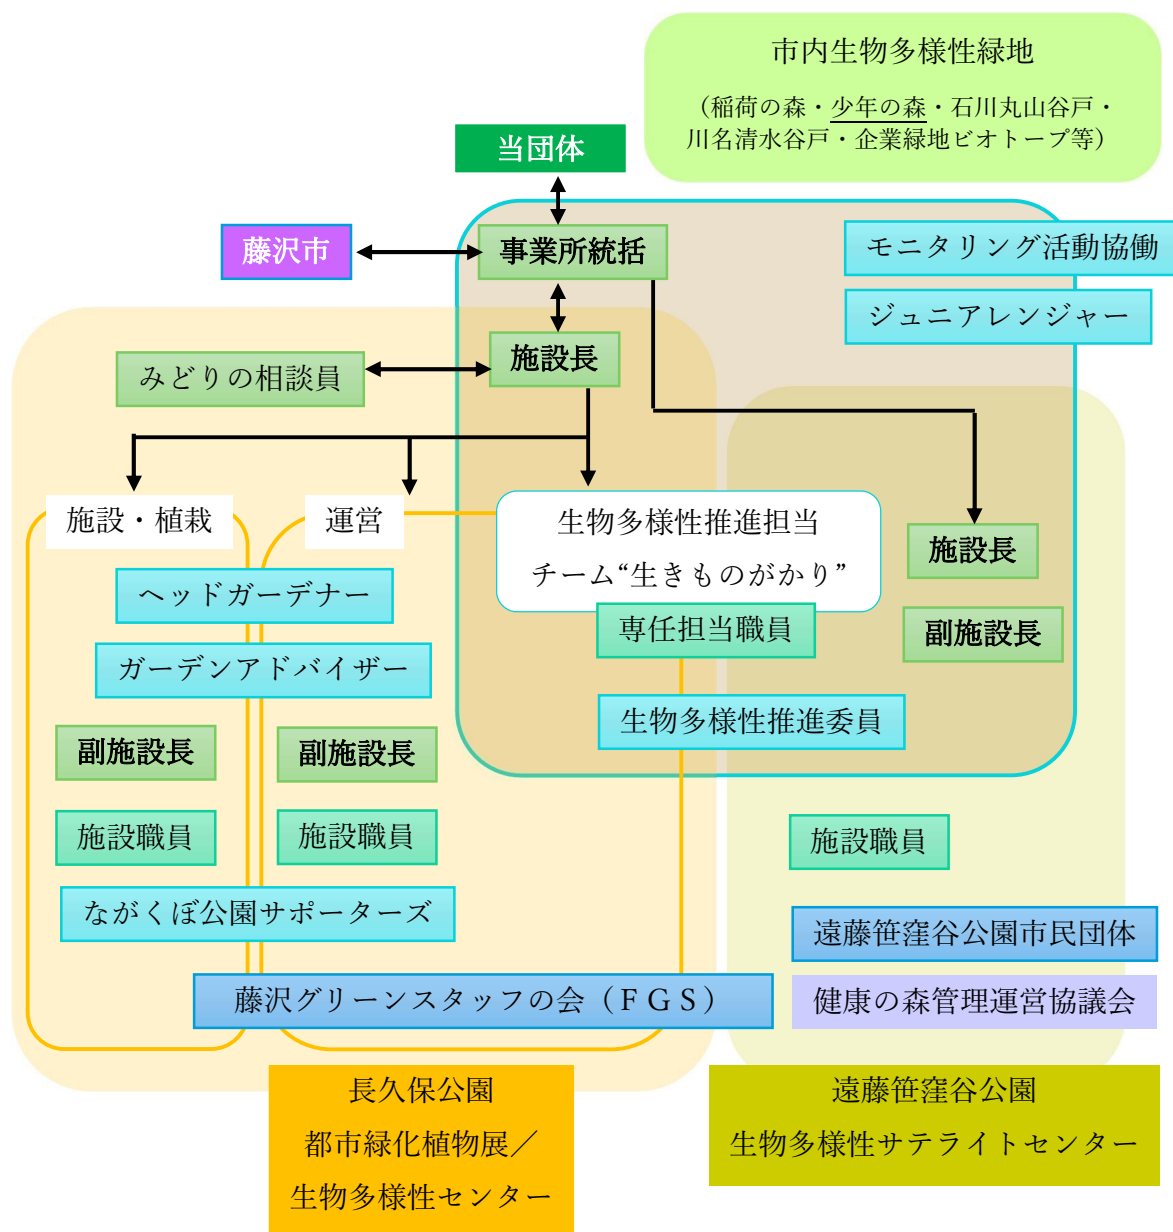 市内生物多様性緑地
（稲荷の森・少年の森・石川丸山谷戸・
川名清水谷戸・企業緑地ビオトープ等）
当団体
藤沢市
事業所統括
モニタリング活動協働
ジュニアレンジャー
みどりの相談員
施設長
施設・植栽
運営
生物多様性推進担当
チーム“生きものがかり”
専任担当職員
施設長
副施設長
ヘッドガーデナー
ガーデンアドバイザー
生物多様性推進委員
副施設長
副施設長
施設職員
施設職員
施設職員
ながくぼ公園サポーターズ
遠藤笹窪谷公園市民団体
藤沢グリーンスタッフの会（ＦＧＳ）
健康の森管理運営協議会
長久保公園
都市緑化植物展／
生物多様性センター
遠藤笹窪谷公園
生物多様性サテライトセンター